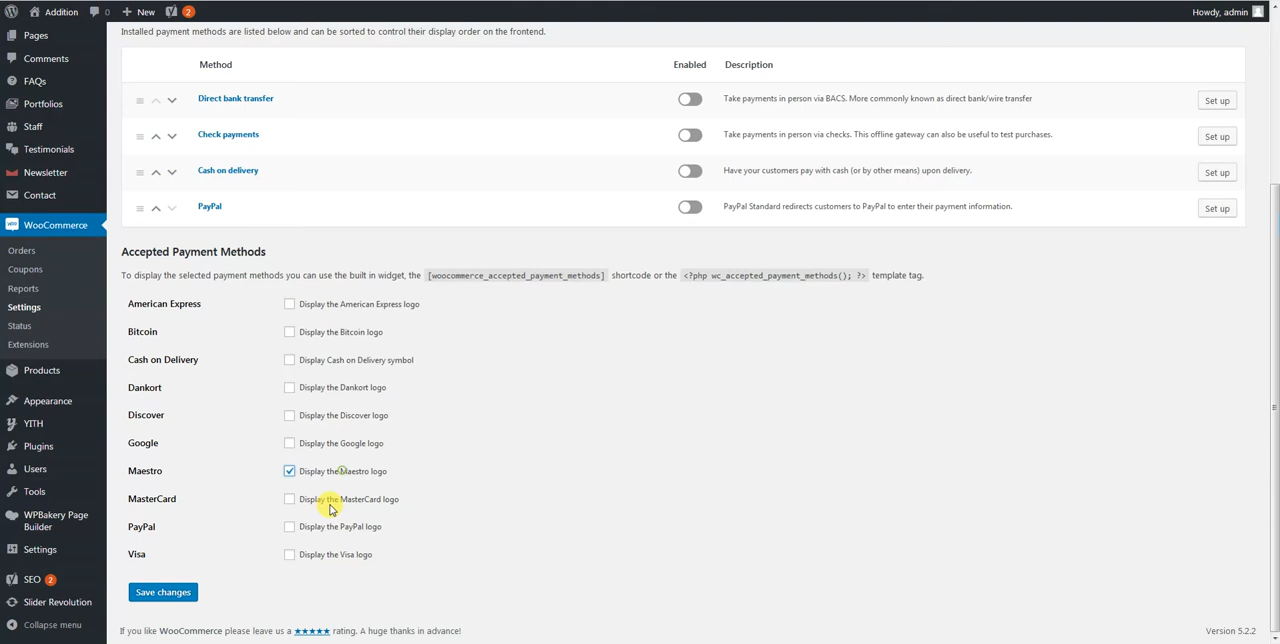 Addition 0 New 2 Howdy, admin
Pages
Comments
FAQs
Portfolios
Staff
Testimonials
Newsletter
Contact
WooCommerce
Orders
Coupons
Reports
Settings
Status
Extensions
Products
Appearance
YITH
Plugins
Users
Tools
WPBakery Page
Builder
Settings
SEO 2
Slider Revolution
Collapse menu
Installed payment methods are listed below and can be sorted to control their display order on the frontend.
Method Enabled Description
Direct bank transfer Take payments in person via BACS. More commonly known as direct bank/wire transfer Set up
Check payments Take payments in person via checks. This offline gateway can also be useful to test purchases. Set up
Cash on delivery Have your customers pay with cash (or by other means) upon delivery. Set up
PayPal PayPal Standard redirects customers to PayPal to enter their payment information. Set up
Accepted Payment Methods
To display the selected payment methods you can use the built in widget, the [woocommerce_accepted_payment_methods] shortcode or the <?php wc_accepted_payment_methods(); ?> template tag.
American Express Display the American Express logo
Bitcoin Display the Bitcoin logo
Cash on Delivery Display Cash on Delivery symbol
Dankort Display the Dankort logo
Discover Display the Discover logo
Google Display the Google logo
Maestro Display the Maestro logo
MasterCard Display the MasterCard logo
PayPal Display the PayPal logo
Visa Display the Visa logo
Save changes
If you like WooCommerce please leave us a ★★★★★ rating. A huge thanks in advance! Version 5.2.2